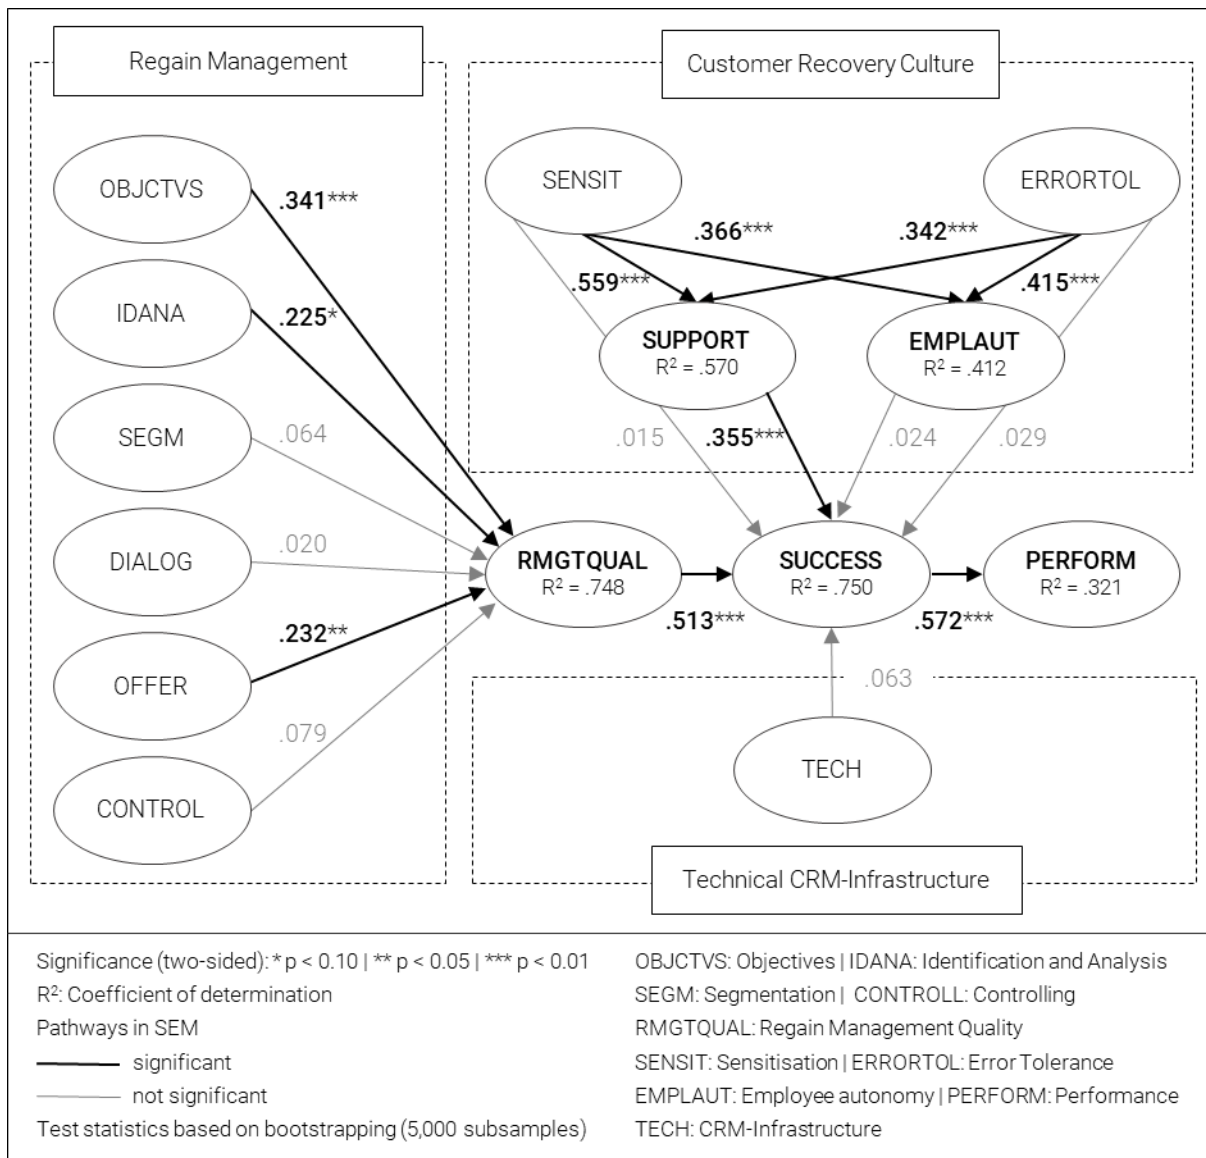 Regain Management
Customer Recovery Culture
OBJCTVS
.341***
IDANA
.225*
SEGM
.064
DIALOG
.020
OFFER
.232**
CONTROL
.079
SENSIT
ERRORTOL
.366***
.342***
.559***
.415***
SUPPORT
R² = .570
EMPLAUT
R² = .412
.015
.355***
.024
.029
RMGTQUAL
R² = .748
SUCCESS
R² = .750
PERFORM
R² = .321
.513***
.572***
.063
TECH
Technical CRM-Infrastructure
Significance (two-sided): * p < 0.10 | ** p < 0.05 | *** p < 0.01
R²: Coefficient of determination
Pathways in SEM
significant
not significant
Test statistics based on bootstrapping (5,000 subsamples)
OBJCTVS: Objectives | IDANA: Identification and Analysis
SEGM: Segmentation | CONTROLL: Controlling
RMGTQUAL: Regain Management Quality
SENSIT: Sensitisation | ERRORTOL: Error Tolerance
EMPLAUT: Employee autonomy | PERFORM: Performance
TECH: CRM-Infrastructure